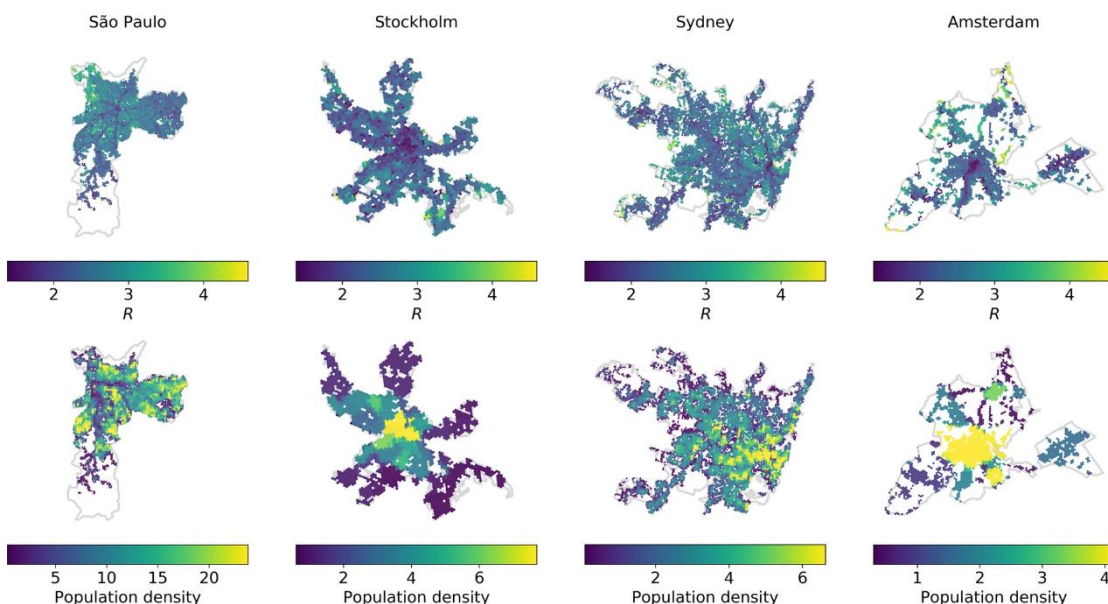 São Paulo Stockholm Sydney Amsterdam
2 3 4 2 3 4 2 3 4 2 3 4
R R R R
5 10 15 20 2 4 6 2 4 6 1 2 3 4
Population density Population density Population density Population density